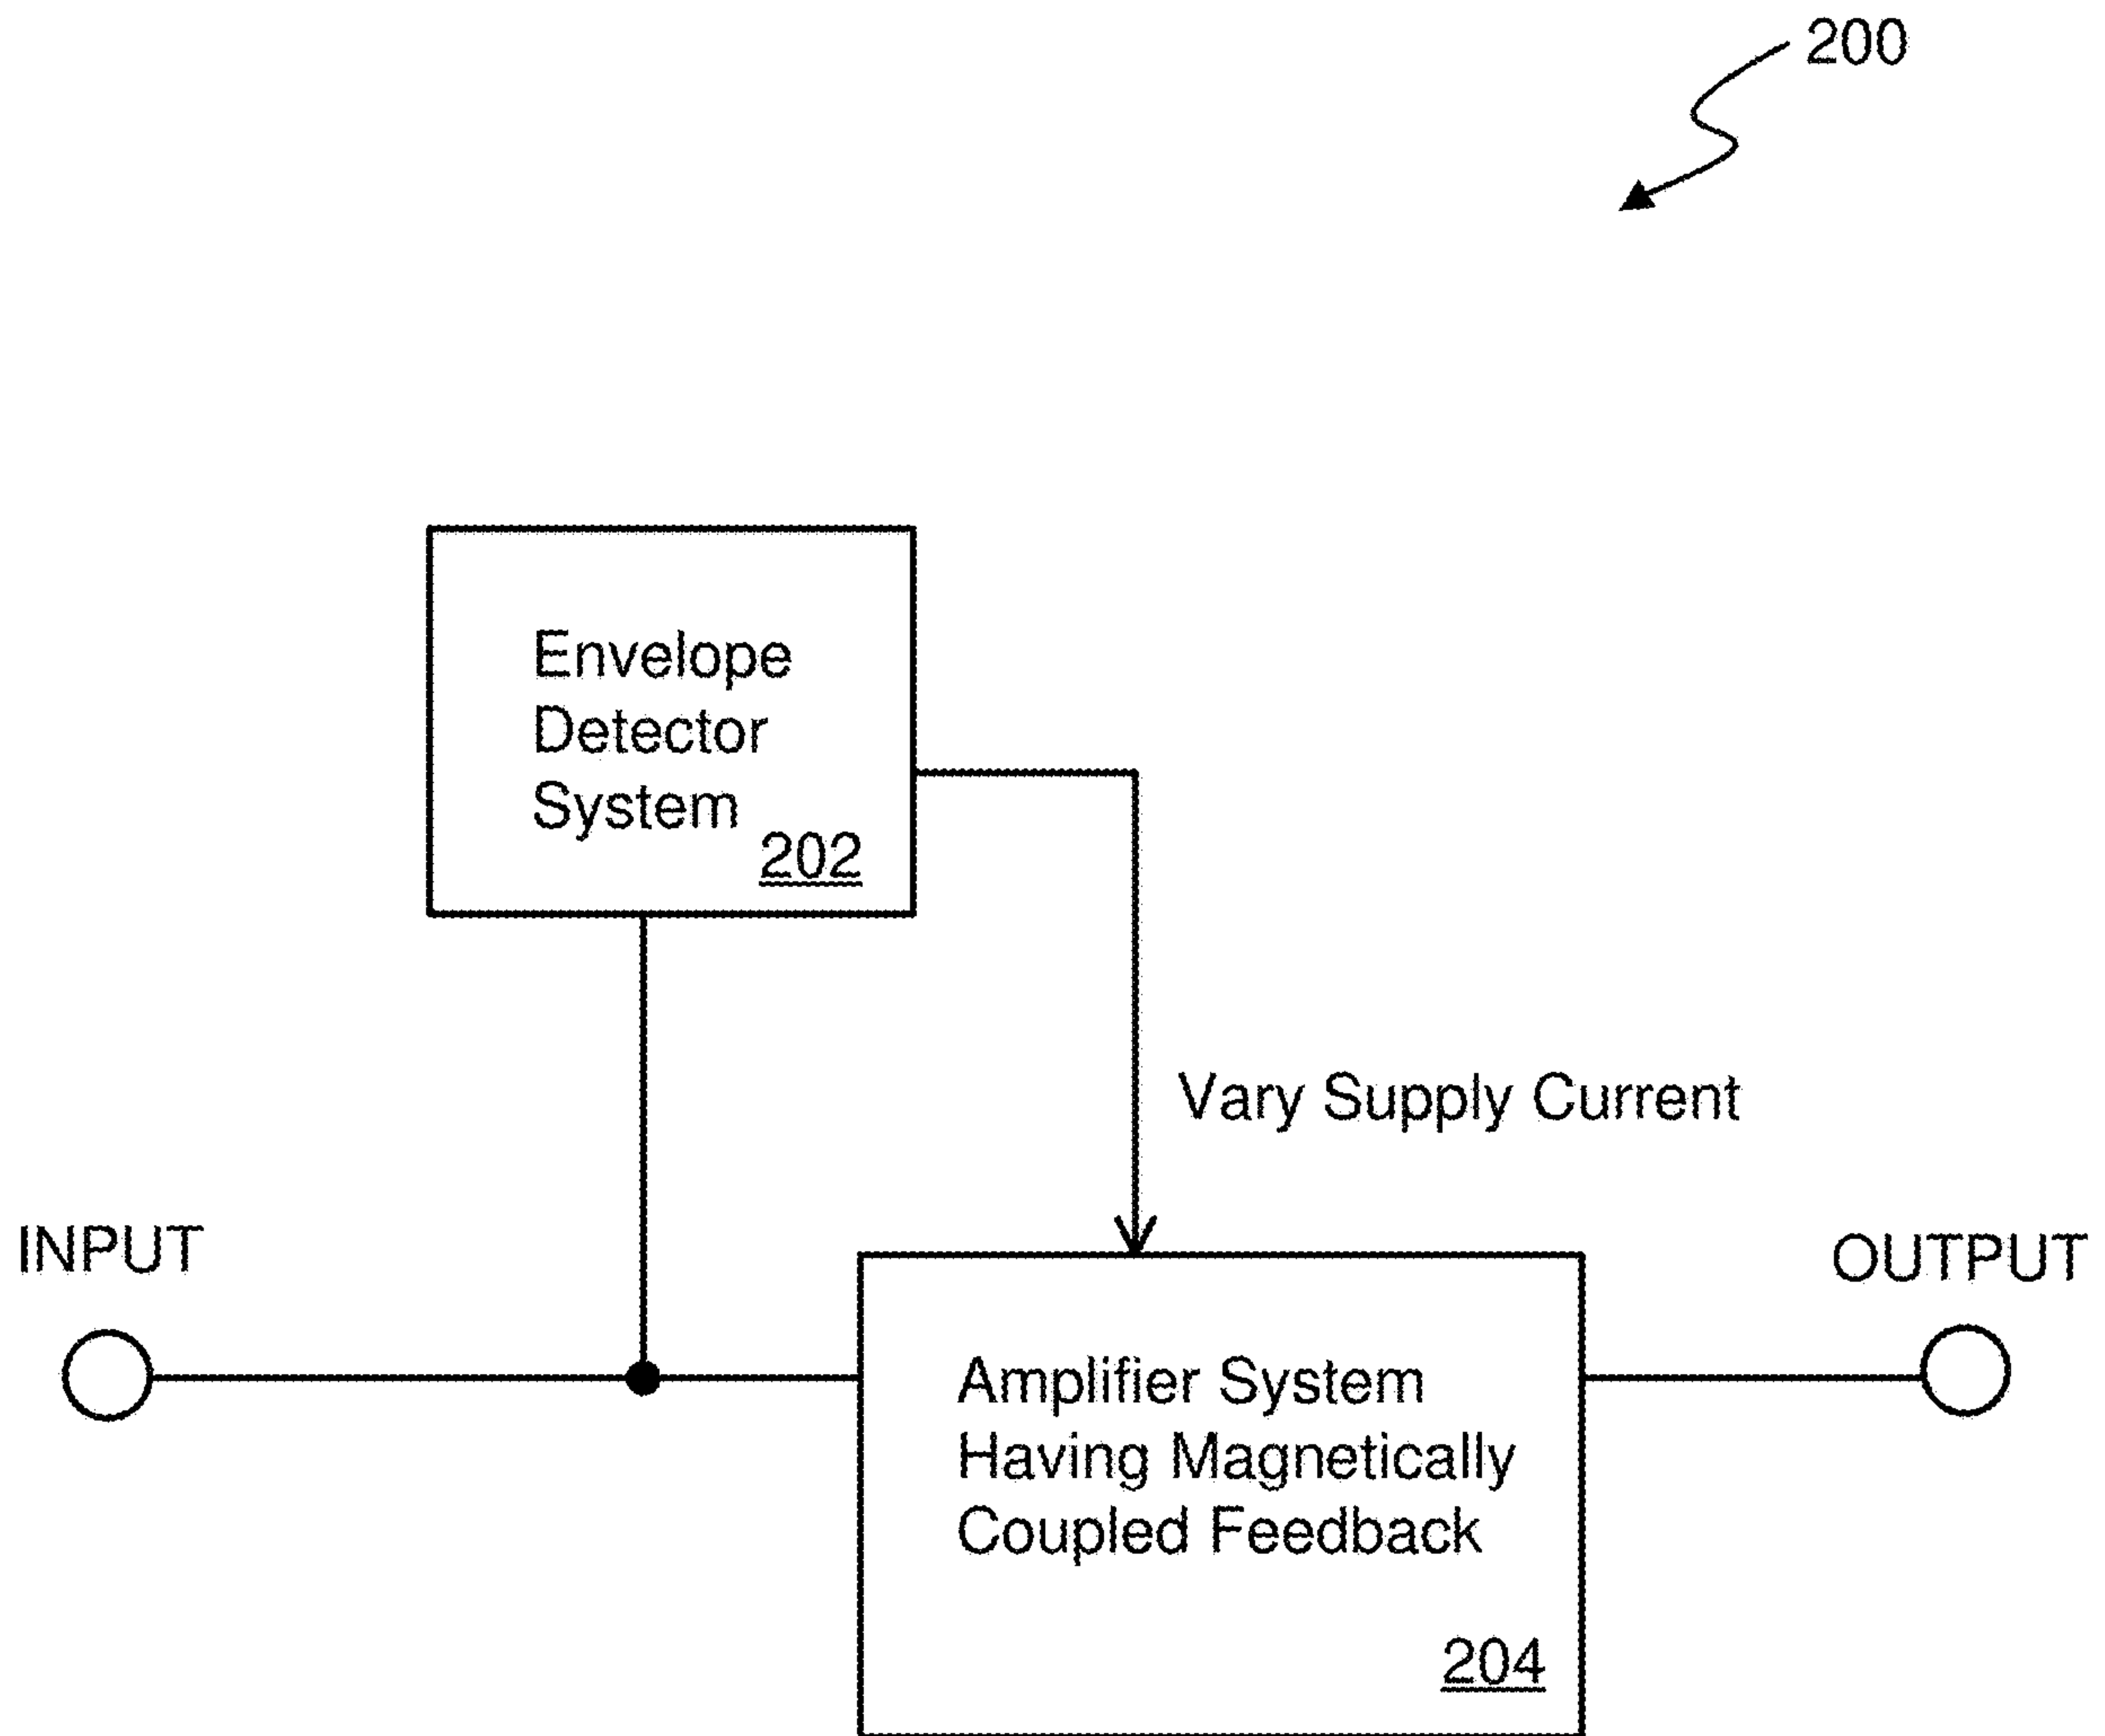 200
Envelope
Detector
System
202
Vary Supply Current
INPUT
OUTPUT
Amplifier System
Having Magnetically
Coupled Feedback
204